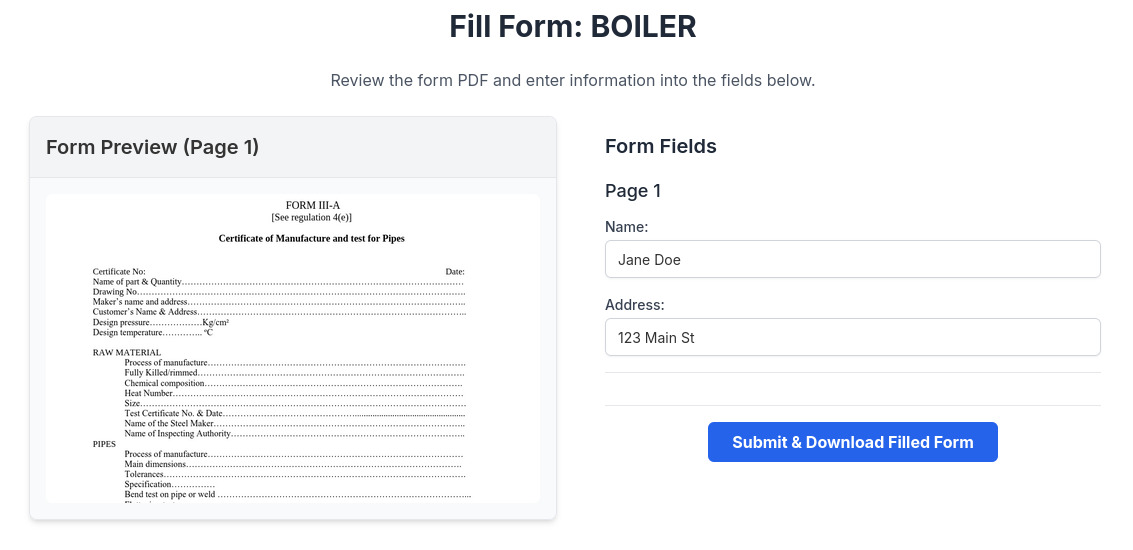 Fill Form: BOILER
Review the form PDF and enter information into the fields below.
Form Preview (Page 1)
FORM III-A
[See regulation 4(e)]
Certificate of Manufacture and test for Pipes
Certificate No: Date:
Name of part & Quantity……………………………………………………………………………………
Drawing No……………………………………………………………………………………………………
Maker's name and address…………………………………………………………………………………
Customer's Name & Address………………………………………………………………………………
Design pressure………………Kg/cm²
Design temperature………….. °C
RAW MATERIAL
Process of manufacture……………………………………………………………………………
Fully Killed/rimmed…………………………………………………………………………………
Chemical composition………………………………………………………………………………
Heat Number…………………………………………………………………………………………
Size……………………………………………………………………………………………………
Test Certificate No. & Date…………………………………………...............................................
Name of the Steel Maker……………………………………………………………………………
Name of Inspecting Authority………………………………………………………………………
PIPES
Process of manufacture……………………………………………………………………………
Main dimensions……………………………………………………………………………………
Tolerances……………………………………………………………………………………………
Specification……………
Bend test on pipe or weld …………………………………………………………………………...
Form Fields
Page 1
Name:
Jane Doe
Address:
123 Main St
Submit & Download Filled Form